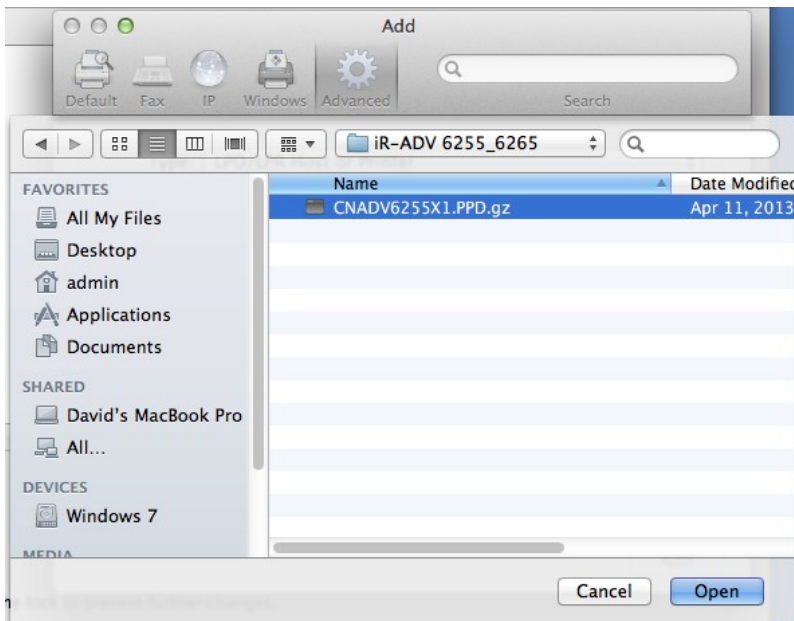 Add
Default Fax IP Windows Advanced Search
iR-ADV 6255_6265
FAVORITES
All My Files
Desktop
admin
Applications
Documents
SHARED
David's MacBook Pro
All...
DEVICES
Windows 7
MEDIA
Name Date Modified
CNADV6255X1.PPD.gz Apr 11, 2013
Cancel Open